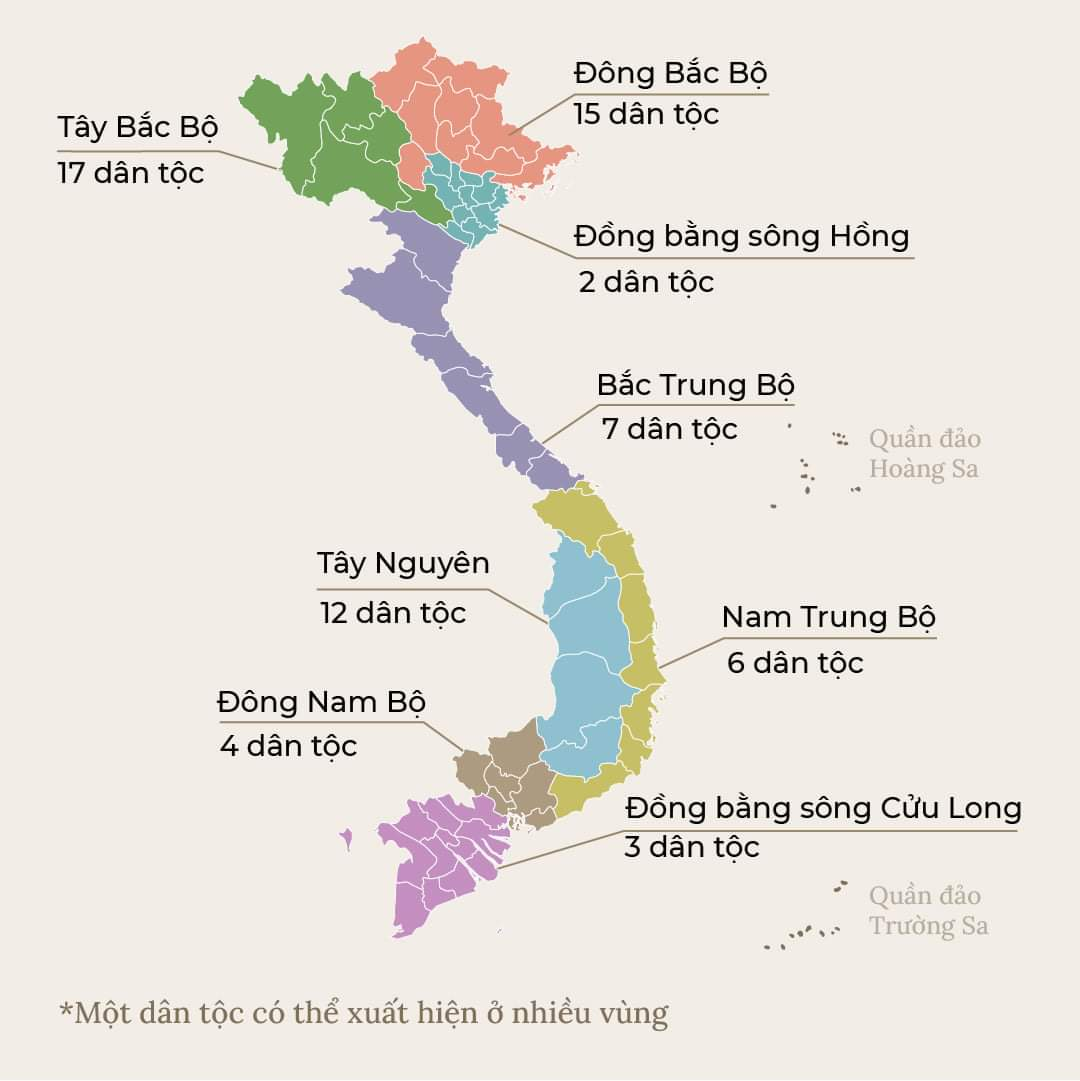 Đông Bắc Bộ
15 dân tộc
Tây Bắc Bộ
17 dân tộc
Đồng bằng sông Hồng
2 dân tộc
Bắc Trung Bộ
7 dân tộc
Quần đảo
Hoàng Sa
Tây Nguyên
12 dân tộc
Nam Trung Bộ
6 dân tộc
Đông Nam Bộ
4 dân tộc
Đồng bằng sông Cửu Long
3 dân tộc
Quần đảo
Trường Sa
*Một dân tộc có thể xuất hiện ở nhiều vùng